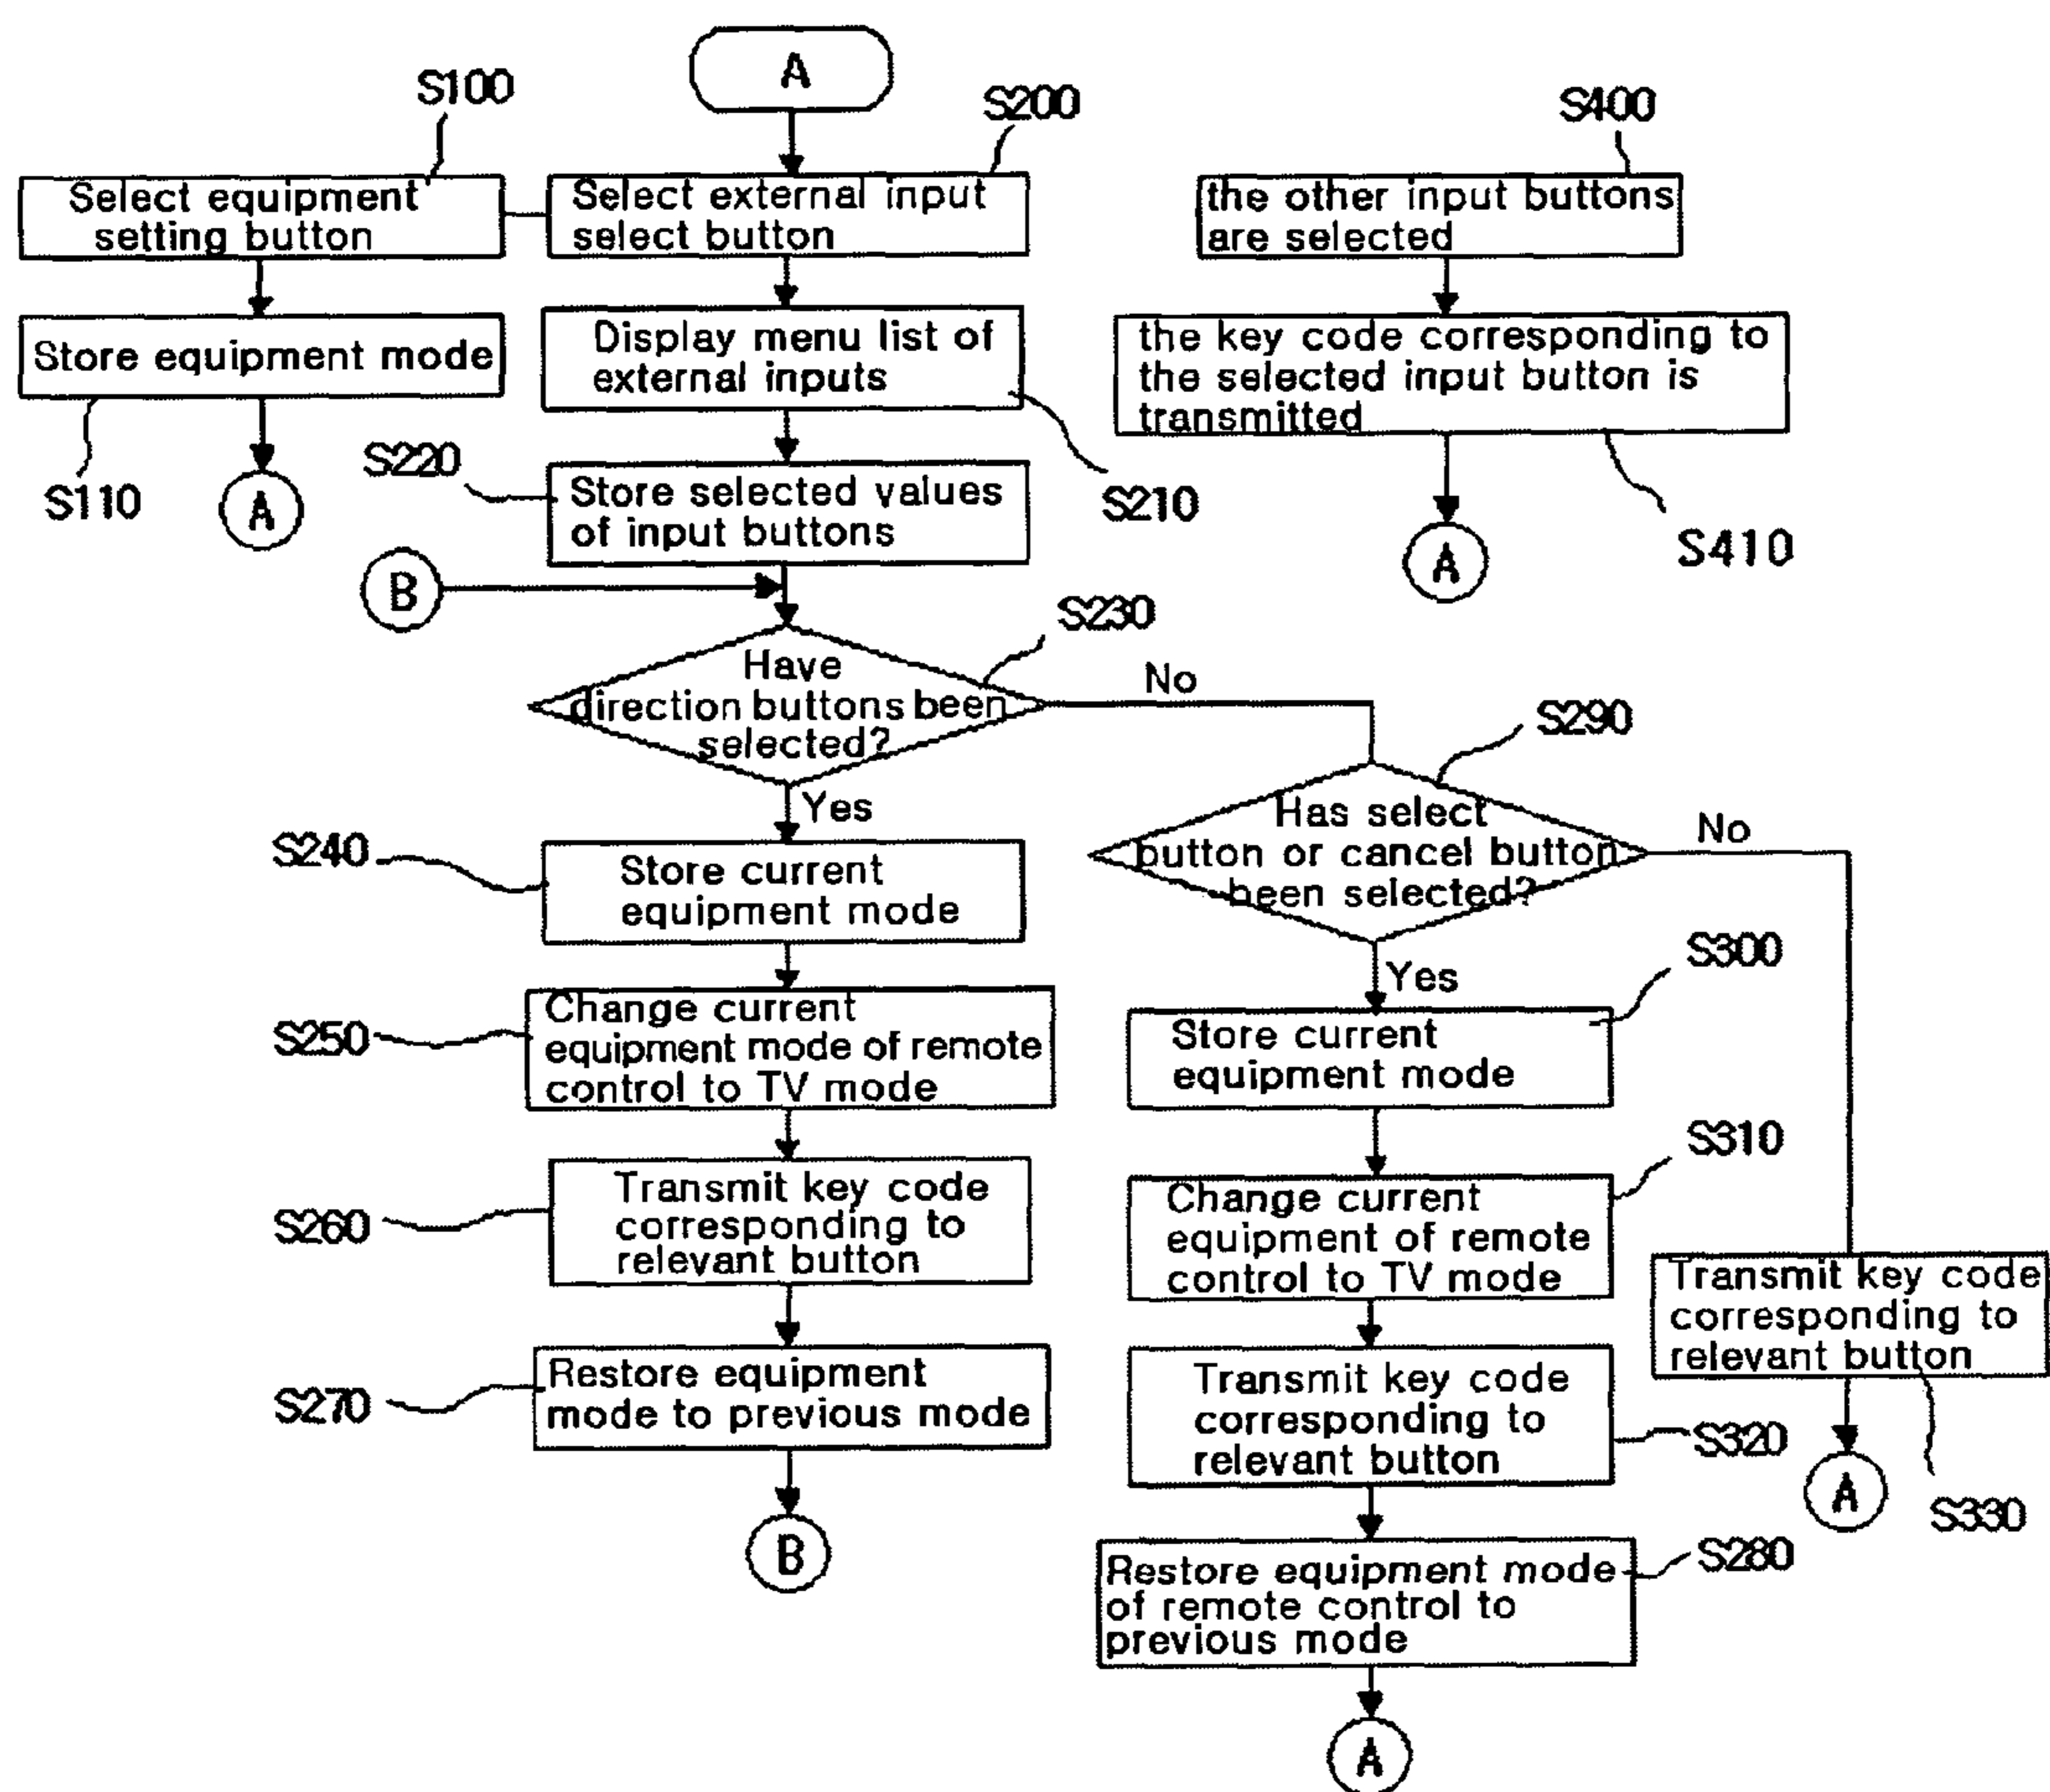 A
S100
S200
S400
Select equipment
setting button
Select external input
select button
the other input buttons
are selected
Store equipment mode
Display menu list of
external inputs
the key code corresponding to
the selected input button is
transmitted
S110
A
S220
Store selected values
of input buttons
S210
A
S410
B
S230
Have
direction buttons been
selected?
No
S290
Yes
Has select
button or cancel button
been selected?
No
S240
Store current
equipment mode
Yes
S300
S250
Change current
equipment mode of remote
control to TV mode
Store current
equipment mode
S310
S260
Transmit key code
corresponding to
relevant button
Change current
equipment of remote
control to TV mode
Transmit key code
corresponding to
relevant button
S270
Restore equipment
mode to previous mode
Transmit key code
corresponding to
relevant button
S320
A
S330
B
S280
Restore equipment mode
of remote control to
previous mode
A